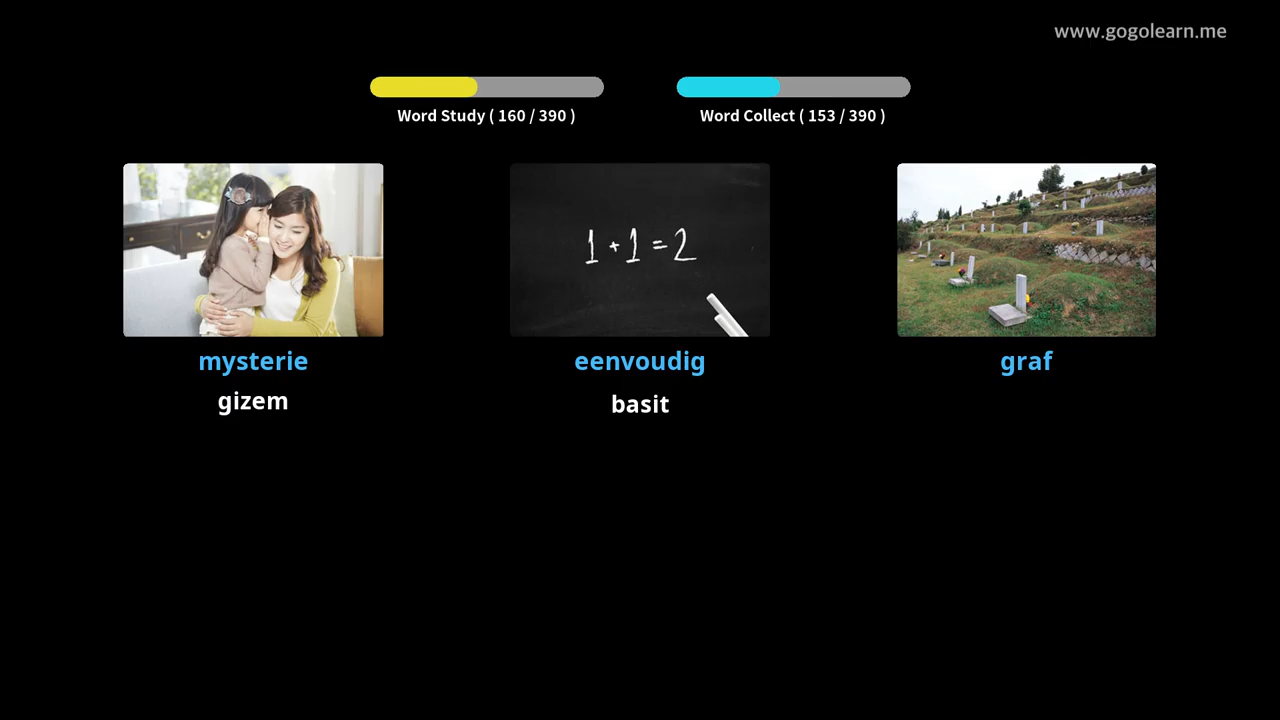 www.gogolearn.me
Word Study ( 160 / 390 )
Word Collect ( 153 / 390 )
1 + 1 = 2
mysterie
eenvoudig
graf
gizem
basit